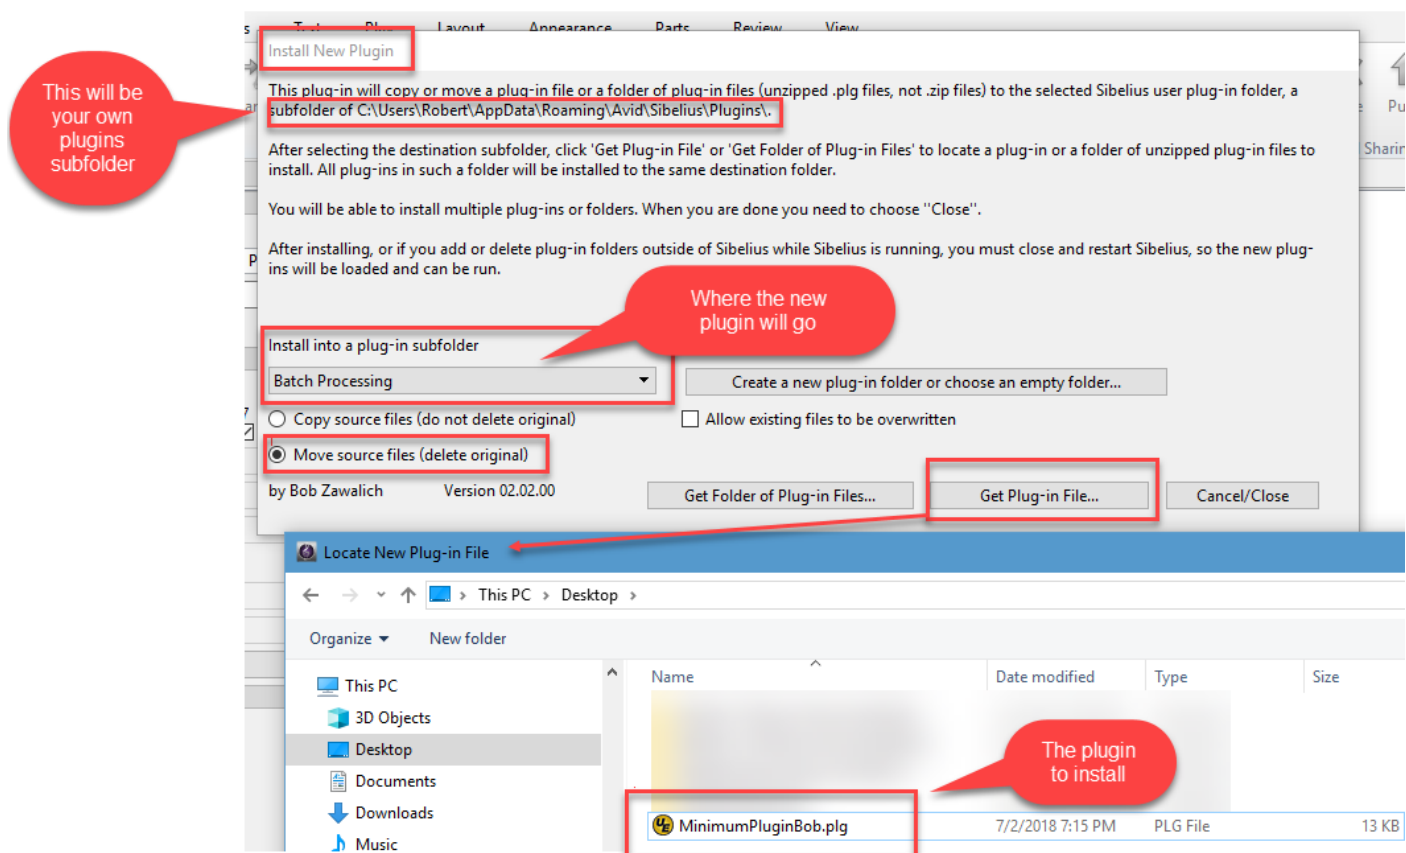 Text Play Layout Appearance Parts Review View
Install New Plugin
This will be
your own
plugins
subfolder
This plug-in will copy or move a plug-in file or a folder of plug-in files (unzipped .plg files, not .zip files) to the selected Sibelius user plug-in folder, a
subfolder of C:\Users\Robert\AppData\Roaming\Avid\Sibelius\Plugins\.
After selecting the destination subfolder, click 'Get Plug-in File' or 'Get Folder of Plug-in Files' to locate a plug-in or a folder of unzipped plug-in files to
install. All plug-ins in such a folder will be installed to the same destination folder.
You will be able to install multiple plug-ins or folders. When you are done you need to choose ''Close''.
After installing, or if you add or delete plug-in folders outside of Sibelius while Sibelius is running, you must close and restart Sibelius, so the new plug-
ins will be loaded and can be run.
Where the new
plugin will go
Install into a plug-in subfolder
Batch Processing
Create a new plug-in folder or choose an empty folder...
Copy source files (do not delete original)
Allow existing files to be overwritten
Move source files (delete original)
by Bob Zawalich Version 02.02.00
Get Folder of Plug-in Files... Get Plug-in File... Cancel/Close
Locate New Plug-in File
This PC > Desktop >
Organize New folder
Name Date modified Type Size
This PC
3D Objects
Desktop
Documents
Downloads
Music
The plugin
to install
MinimumPluginBob.plg 7/2/2018 7:15 PM PLG File 13 KB